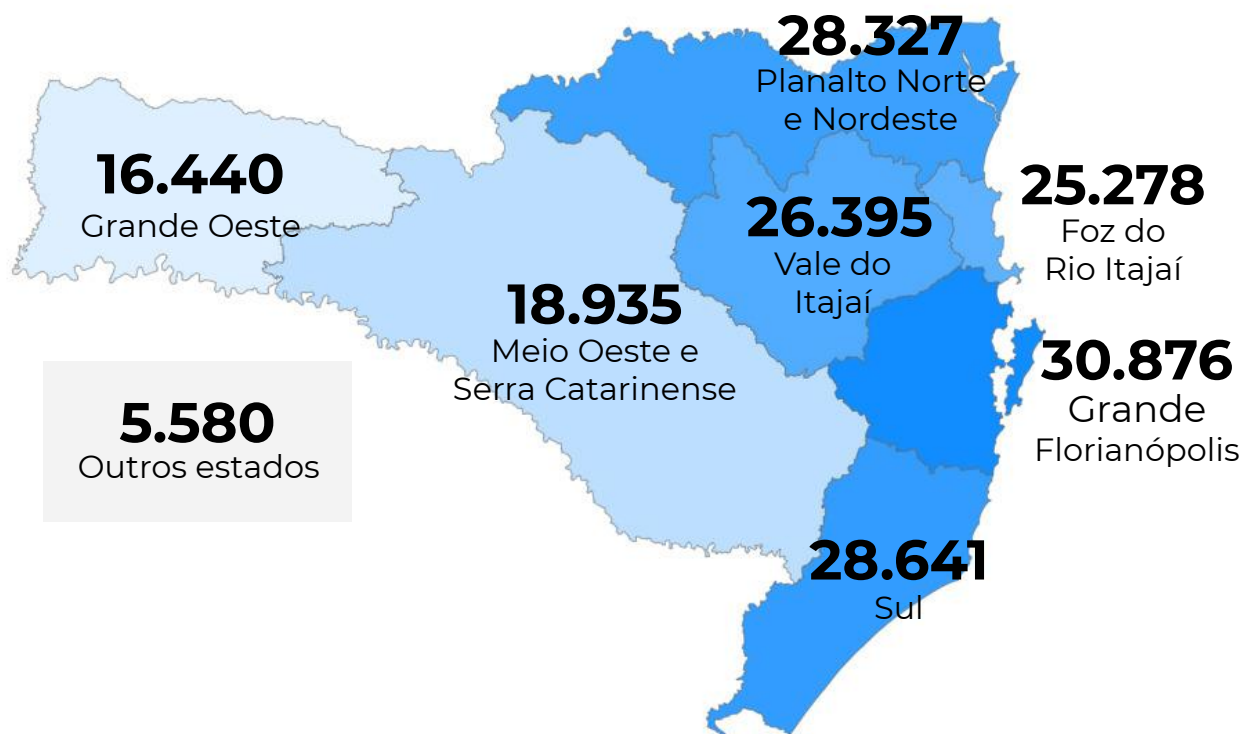 28.327
Planalto Norte
e Nordeste
16.440
Grande Oeste
25.278
Foz do
Rio Itajaí
26.395
Vale do
Itajaí
18.935
Meio Oeste e
Serra Catarinense
30.876
Grande
Florianópolis
5.580
Outros estados
28.641
Sul